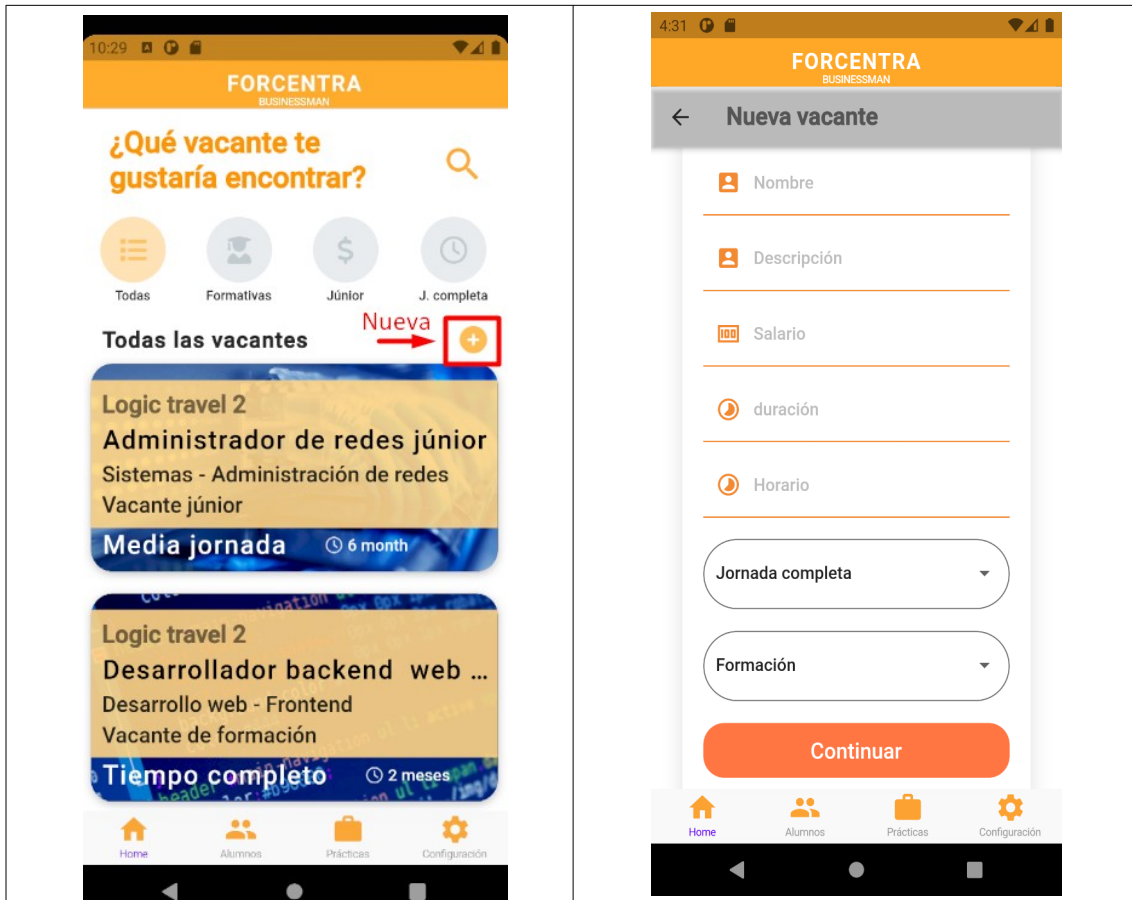 10:29
FORCENTRA
BUSINESSMAN
¿Qué vacante te
gustaría encontrar?
Todas
Formativas
Júnior
J. completa
Nueva
Todas las vacantes
Logic travel 2
Administrador de redes júnior
Sistemas - Administración de redes
Vacante júnior
Media jornada
6 month
Logic travel 2
Desarrollador backend web ...
Desarrollo web - Frontend
Vacante de formación
Tiempo completo
2 meses
Home
Alumnos
Prácticas
Configuración
4:31
FORCENTRA
BUSINESSMAN
Nueva vacante
Nombre
Descripción
Salario
duración
Horario
Jornada completa
Formación
Continuar
Home
Alumnos
Prácticas
Configuración